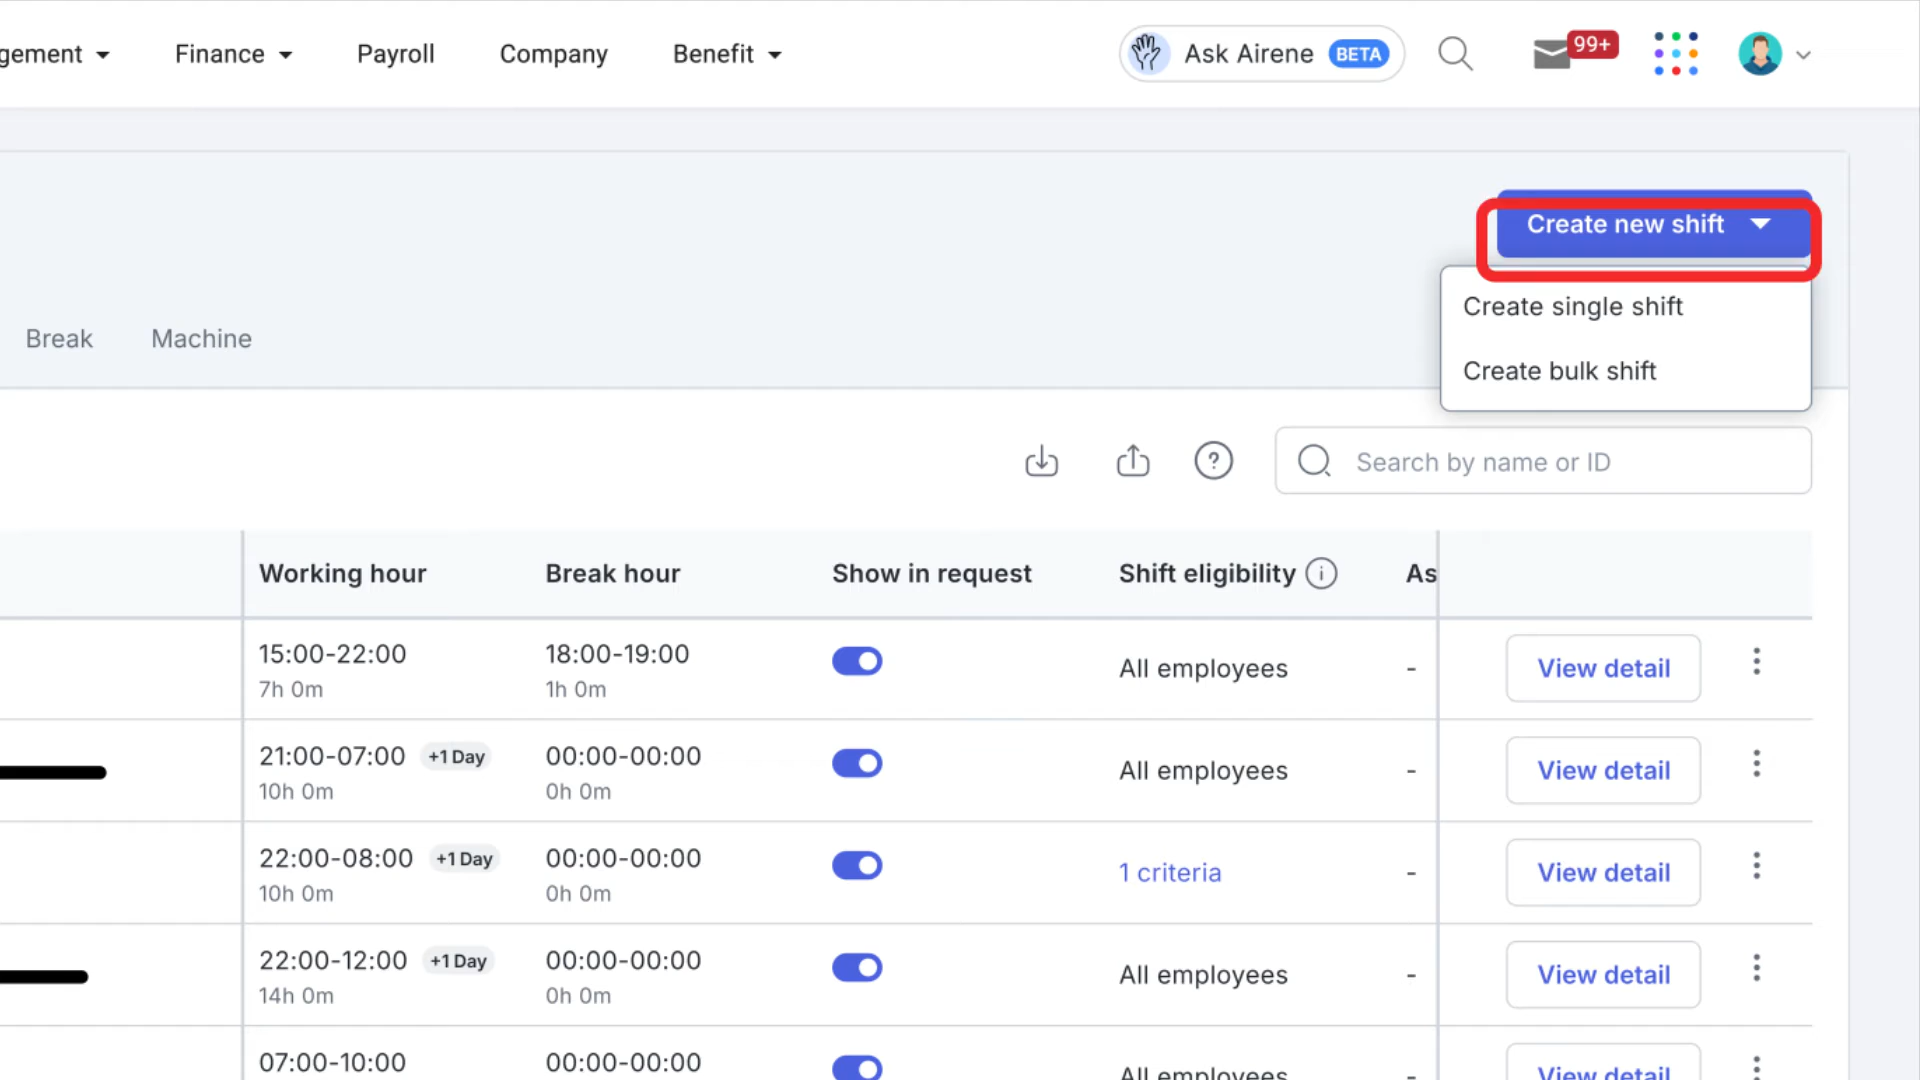 gement
Finance
Payroll
Company
Benefit
Ask Airene BETA
99+
Create new shift
Create single shift
Create bulk shift
Break
Machine
Search by name or ID
Working hour
Break hour
Show in request
Shift eligibility
As
15:00-22:00
7h 0m
18:00-19:00
1h 0m
All employees
-
View detail
21:00-07:00 +1 Day
10h 0m
00:00-00:00
0h 0m
All employees
-
View detail
22:00-08:00 +1 Day
10h 0m
00:00-00:00
0h 0m
1 criteria
-
View detail
22:00-12:00 +1 Day
14h 0m
00:00-00:00
0h 0m
All employees
-
View detail
07:00-10:00
00:00-00:00
All employees
-
View detail